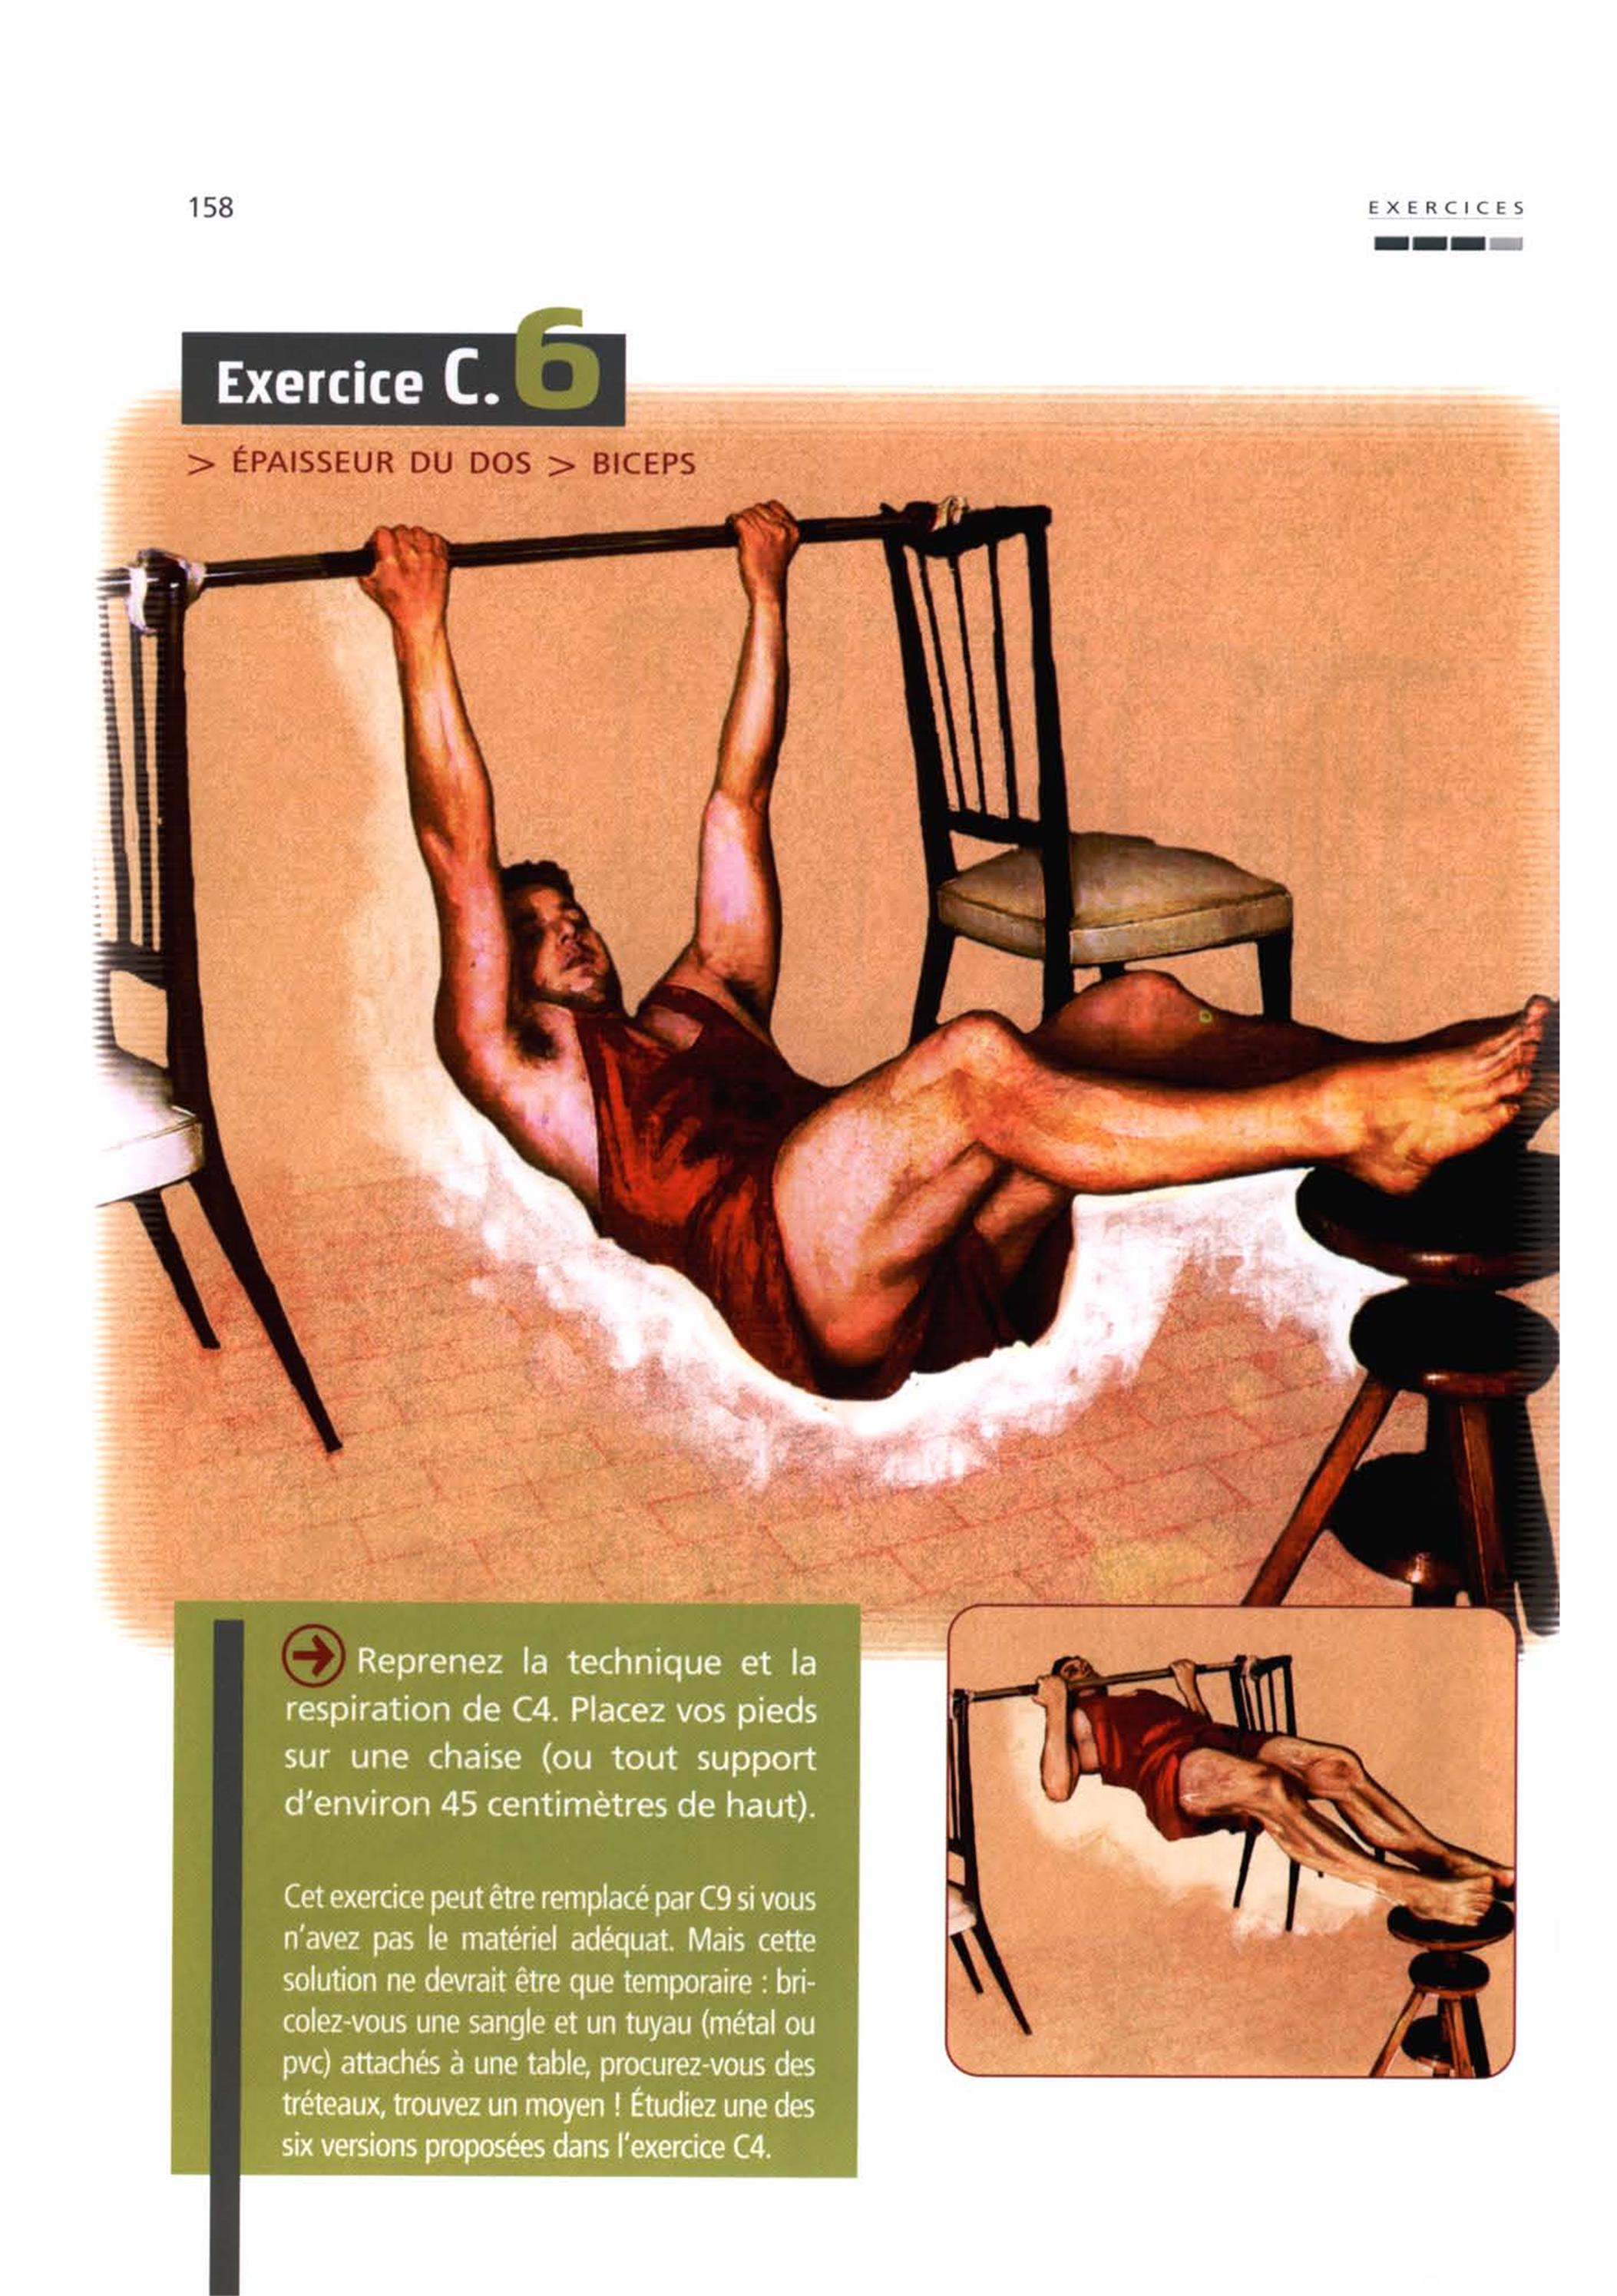 158
EXERCICES
Exercice C.6
> ÉPAISSEUR DU DOS > BICEPS
Reprenez la technique et la
respiration de C4. Placez vos pieds
sur une chaise (ou tout support
d'environ 45 centimètres de haut).
Cet exercice peut être remplacé par C9 si vous
n'avez pas le matériel adéquat. Mais cette
solution ne devrait être que temporaire : bri-
colez-vous une sangle et un tuyau (métal ou
pvc) attachés à une table, procurez-vous des
tréteaux, trouvez un moyen ! Étudiez une des
six versions proposées dans l'exercice C4.